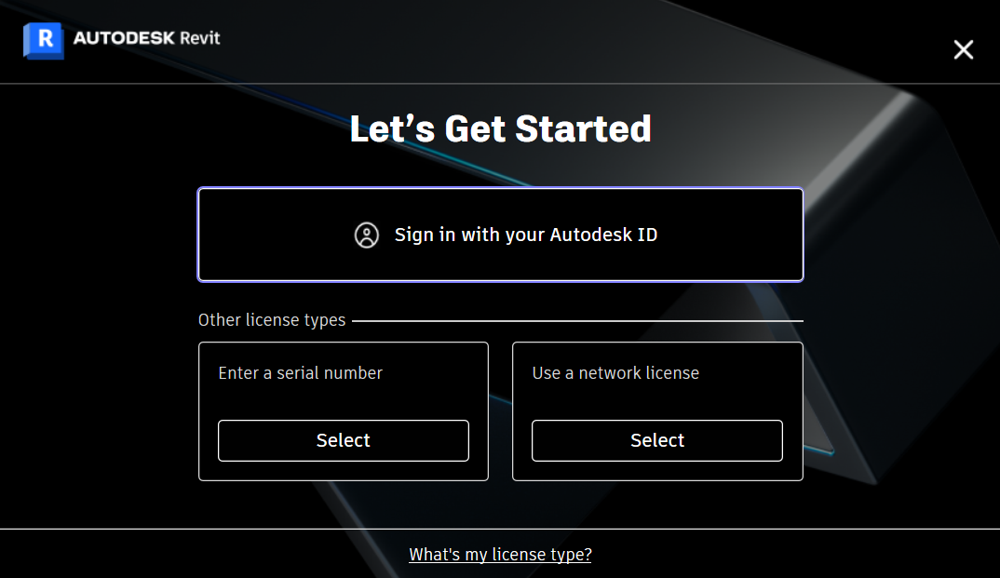 R AUTODESK Revit
Let’s Get Started
Sign in with your Autodesk ID
Other license types
Enter a serial number
Use a network license
Select
Select
What's my license type?